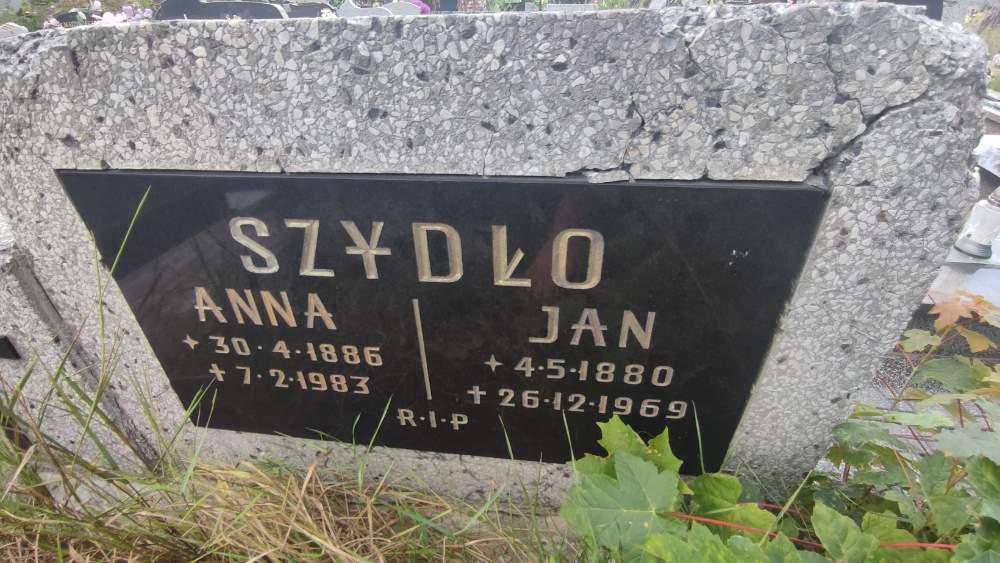 SZYDŁO
ANNA
✦ 30·4·1886
✝ 7·2·1983
JAN
✦ 4·5·1880
✝ 26·12·1969
R·I·P